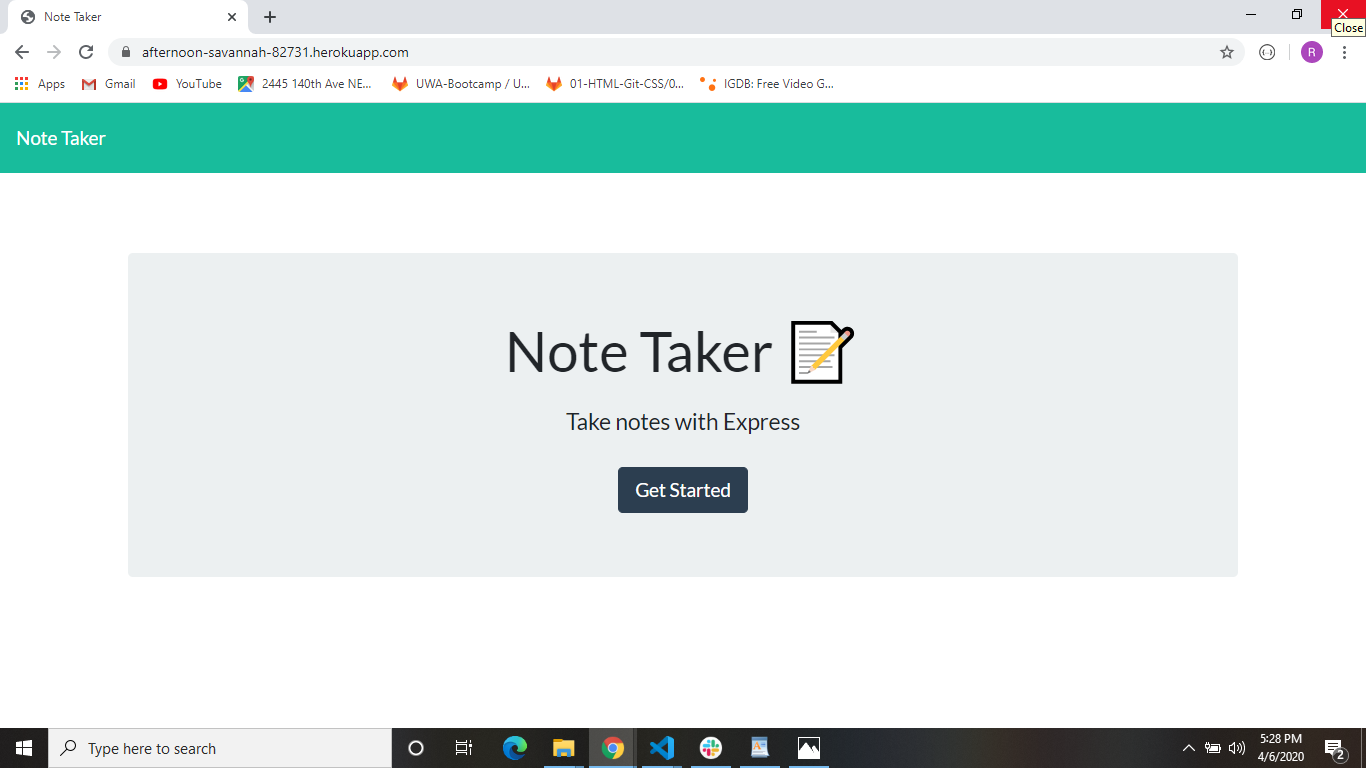 Note Taker
Close
afternoon-savannah-82731.herokuapp.com
R
Apps Gmail YouTube 2445 140th Ave NE... UWA-Bootcamp / U... 01-HTML-Git-CSS/0... IGDB: Free Video G...
Note Taker
Note Taker
Take notes with Express
Get Started
Type here to search
5:28 PM
4/6/2020
2